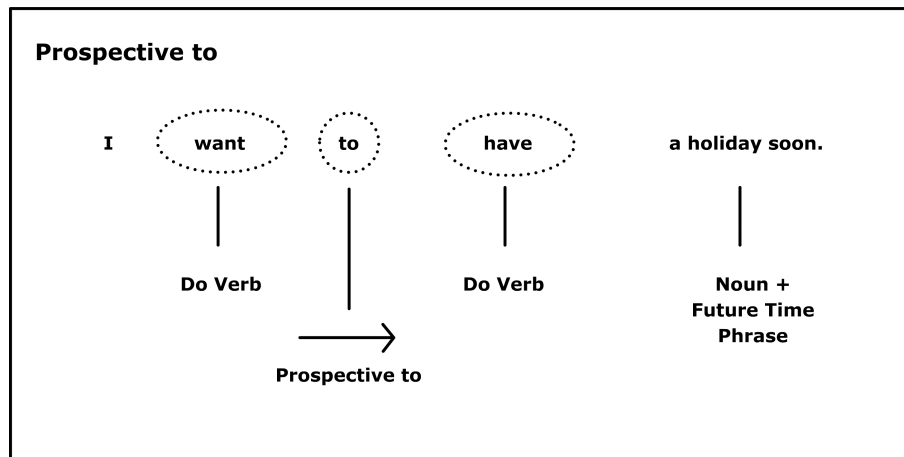 Prospective to
I want to have a holiday soon.
Do Verb Do Verb Noun +
Future Time
Phrase
Prospective to